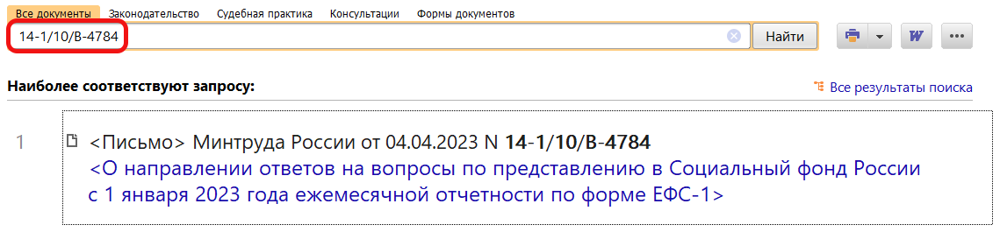 Все документы Законодательство Судебная практика Консультации Формы документов
14-1/10/В-4784 Найти W
Наиболее соответствуют запросу: Все результаты поиска
1 <Письмо> Минтруда России от 04.04.2023 N 14-1/10/В-4784
<О направлении ответов на вопросы по представлению в Социальный фонд России
с 1 января 2023 года ежемесячной отчетности по форме ЕФС-1>